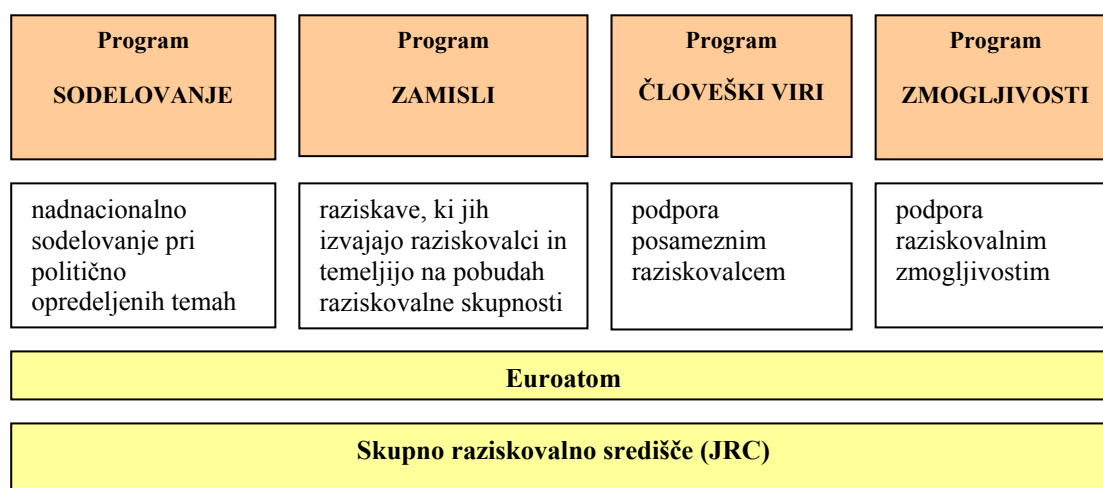 Program
SODELOVANJE
Program
ZAMISLI
Program
ČLOVEŠKI VIRI
Program
ZMOGLJIVOSTI
nadnacionalno
sodelovanje pri
politično
opredeljenih temah
raziskave, ki jih
izvajajo raziskovalci in
temeljijo na pobudah
raziskovalne skupnosti
podpora
posameznim
raziskovalcem
podpora
raziskovalnim
zmogljivostim
Euroatom
Skupno raziskovalno središče (JRC)